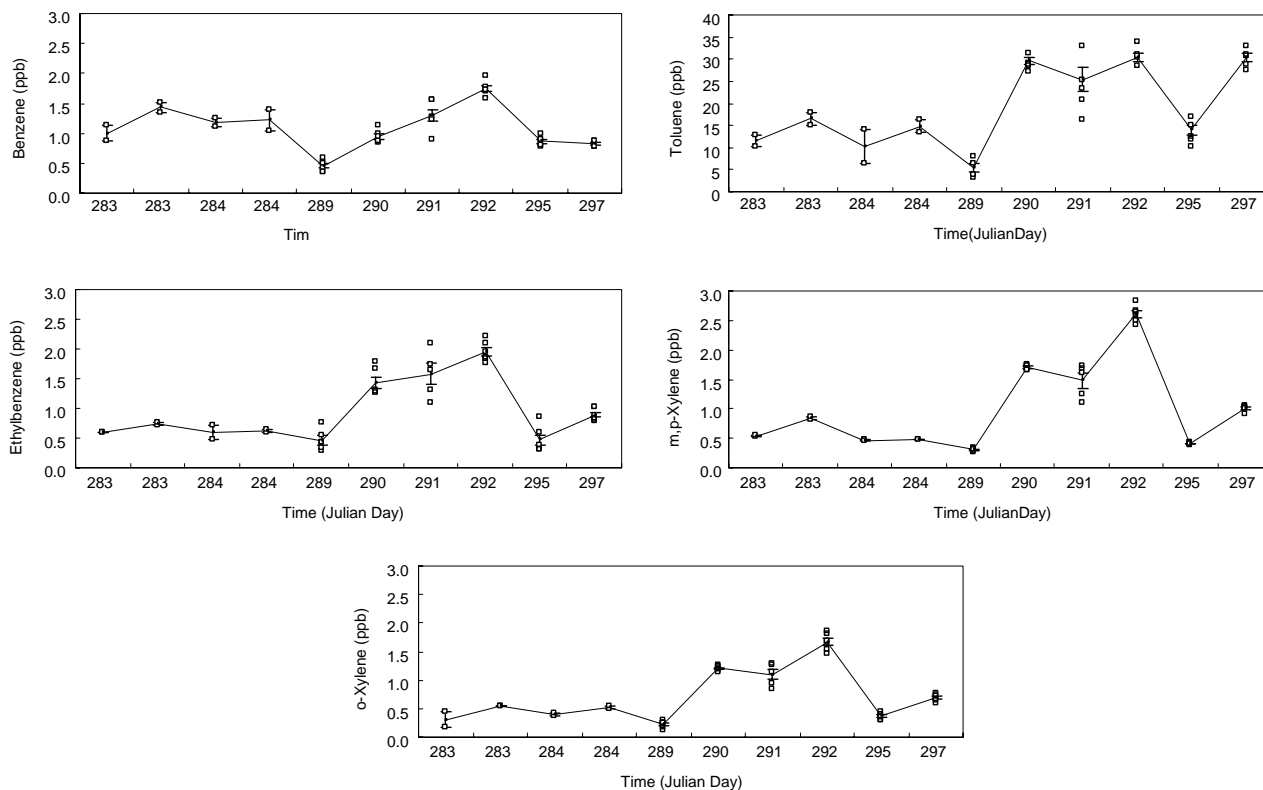 Benzene (ppb)
3.0
2.5
2.0
1.5
1.0
0.5
0.0
283 283 284 284 289 290 291 292 295 297
Tim
Toluene (ppb)
40
35
30
25
20
15
10
5
0
283 283 284 284 289 290 291 292 295 297
Time(JulianDay)
Ethylbenzene (ppb)
3.0
2.5
2.0
1.5
1.0
0.5
0.0
283 283 284 284 289 290 291 292 295 297
Time (Julian Day)
m,p-Xylene (ppb)
3.0
2.5
2.0
1.5
1.0
0.5
0.0
283 283 284 284 289 290 291 292 295 297
Time (JulianDay)
o-Xylene (ppb)
3.0
2.5
2.0
1.5
1.0
0.5
0.0
283 283 284 284 289 290 291 292 295 297
Time (Julian Day)